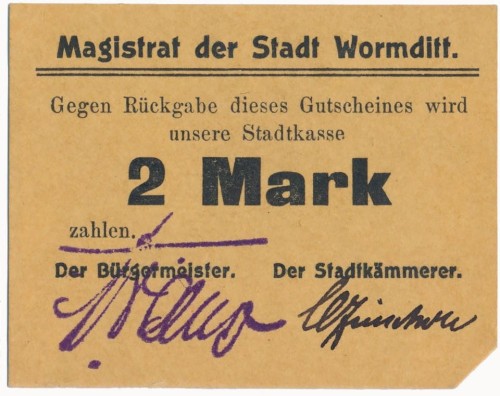 Magistrat der Stadt Wormditt.
Gegen Rückgabe dieses Gutscheines wird
unsere Stadtkasse
2 Mark
zahlen.
Der Bürgermeister. Der Stadtkämmerer.